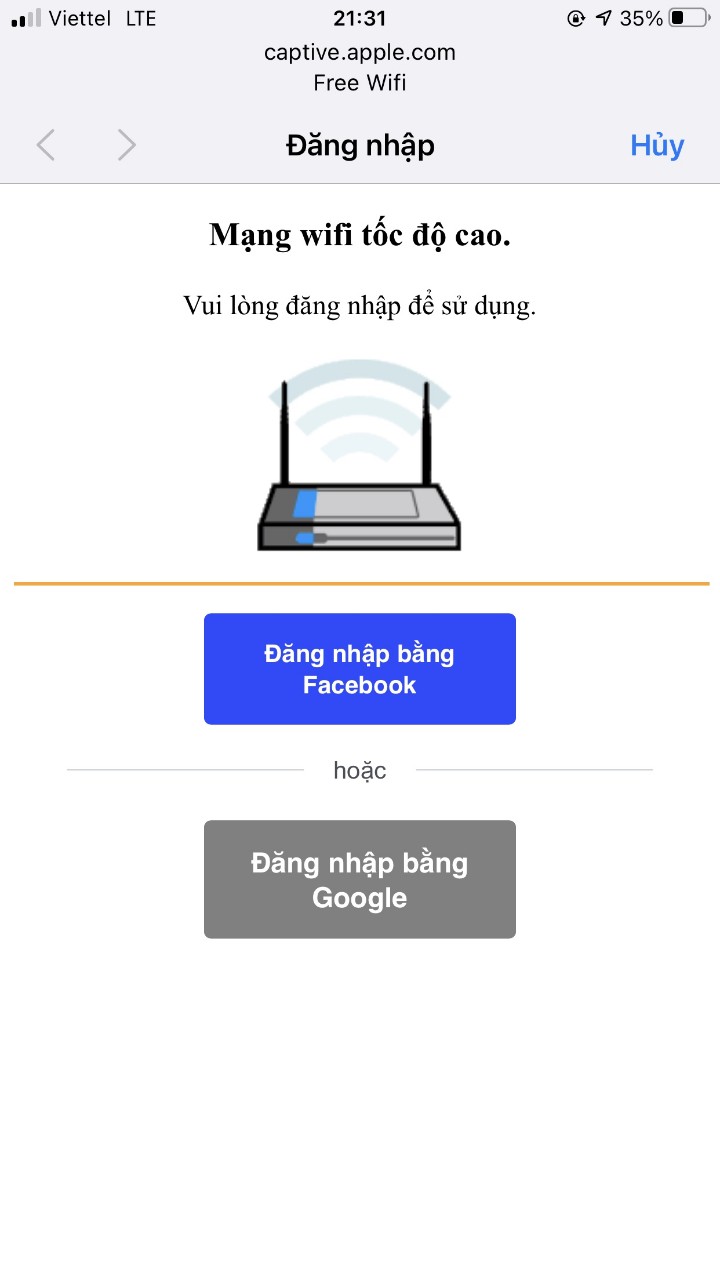 Viettel LTE 21:31 35%
captive.apple.com
Free Wifi
Đăng nhập Hủy
Mạng wifi tốc độ cao.
Vui lòng đăng nhập để sử dụng.
Đăng nhập bằng
Facebook
hoặc
Đăng nhập bằng
Google